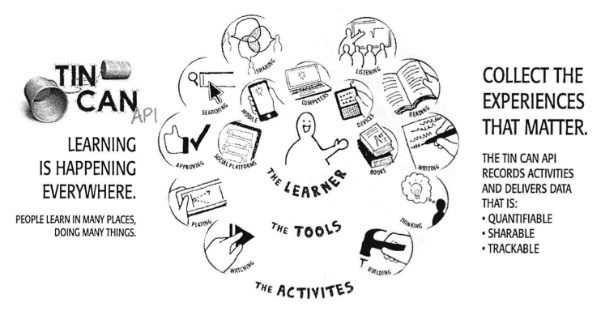 TIN
CAN
API
LEARNING
IS HAPPENING
EVERYWHERE.
PEOPLE LEARN IN MANY PLACES,
DOING MANY THINGS.
SHARING
LISTENING
SEARCHING
MOBILE
COMPUTERS
DEVICES
READING
APPROVING
SOCIAL PLATFORMS
BOOKS
WRITING
THE LEARNER
PLAYING
THINKING
THE TOOLS
WATCHING
BUILDING
THE ACTIVITES
COLLECT THE
EXPERIENCES
THAT MATTER.
THE TIN CAN API
RECORDS ACTIVITIES
AND DELIVERS DATA
THAT IS:
• QUANTIFIABLE
• SHARABLE
• TRACKABLE